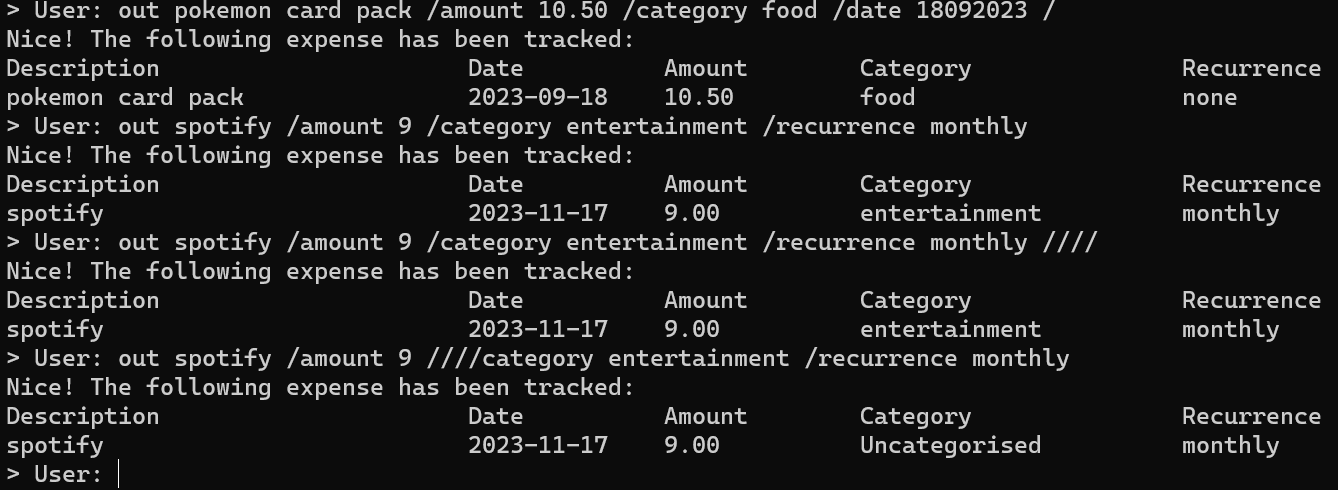 > User: out pokemon card pack /amount 10.50 /category food /date 18092023 /
Nice! The following expense has been tracked:
Description Date Amount Category Recurrence
pokemon card pack 2023-09-18 10.50 food none
> User: out spotify /amount 9 /category entertainment /recurrence monthly
Nice! The following expense has been tracked:
Description Date Amount Category Recurrence
spotify 2023-11-17 9.00 entertainment monthly
> User: out spotify /amount 9 /category entertainment /recurrence monthly ////
Nice! The following expense has been tracked:
Description Date Amount Category Recurrence
spotify 2023-11-17 9.00 entertainment monthly
> User: out spotify /amount 9 ////category entertainment /recurrence monthly
Nice! The following expense has been tracked:
Description Date Amount Category Recurrence
spotify 2023-11-17 9.00 Uncategorised monthly
> User: